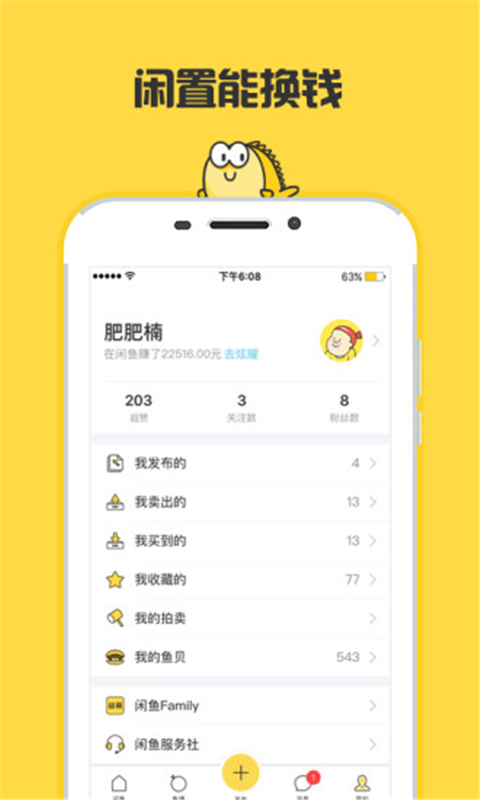 闲置能换钱
下午6:08
63%
肥肥楠
在闲鱼赚了22516.00元 去炫耀
203 3 8
超赞 关注数 粉丝数
我发布的 4
我卖出的 13
我买到的 13
我收藏的 77
我的拍卖
我的鱼贝 543
闲鱼Family
闲鱼服务社
1